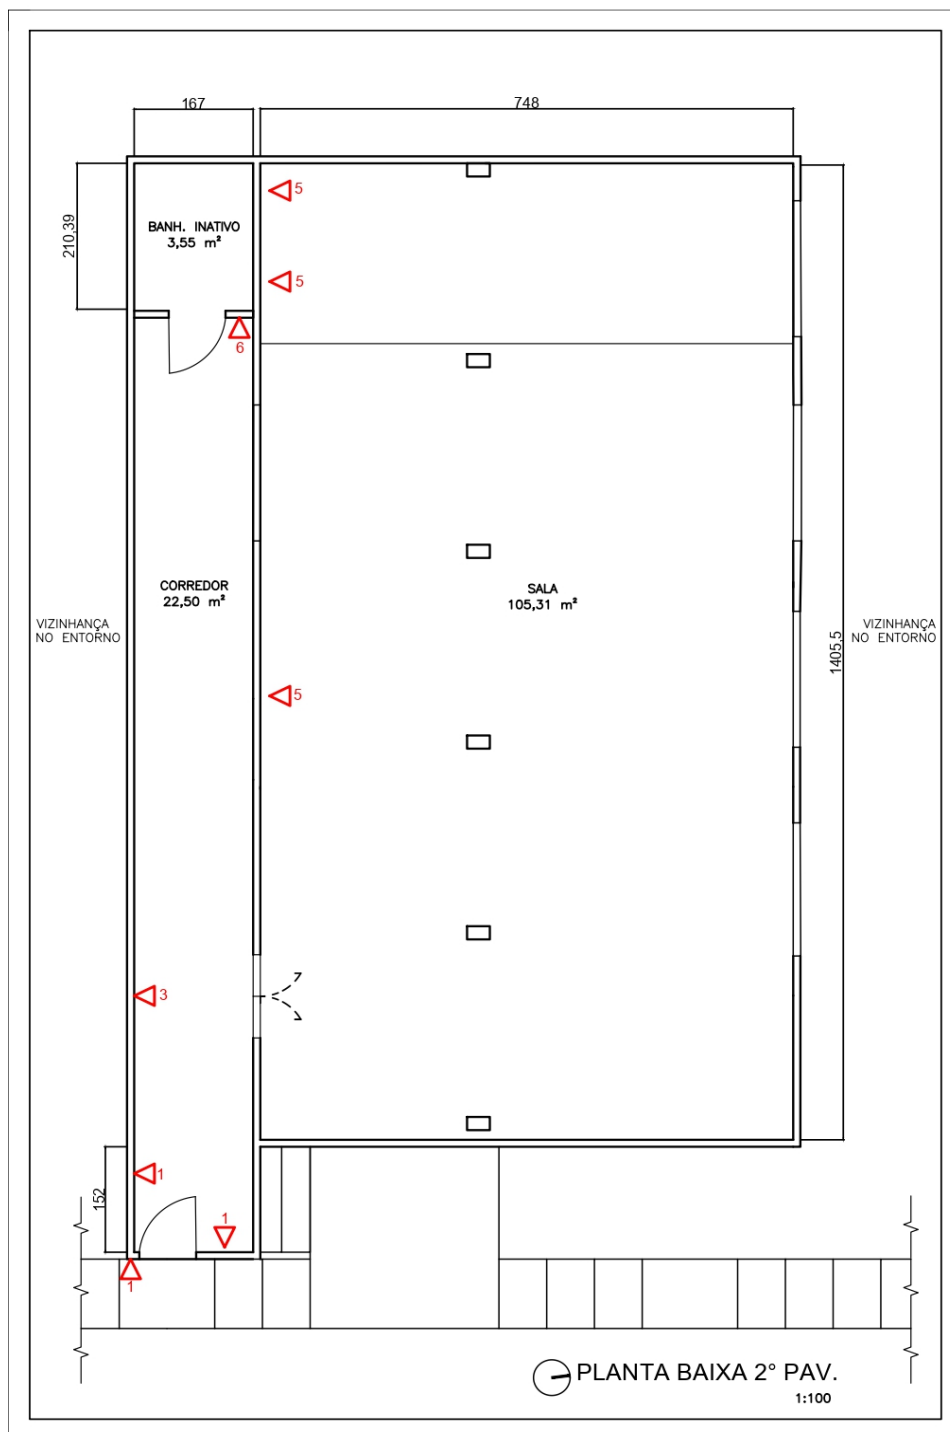 167
748
210,39
BANH. INATIVO
3,55 m²
5
5
6
CORREDOR
22,50 m²
SALA
105,31 m²
VIZINHANÇA
NO ENTORNO
VIZINHANÇA
NO ENTORNO
1405,5
5
3
1
152
1
1
PLANTA BAIXA 2° PAV.
1:100